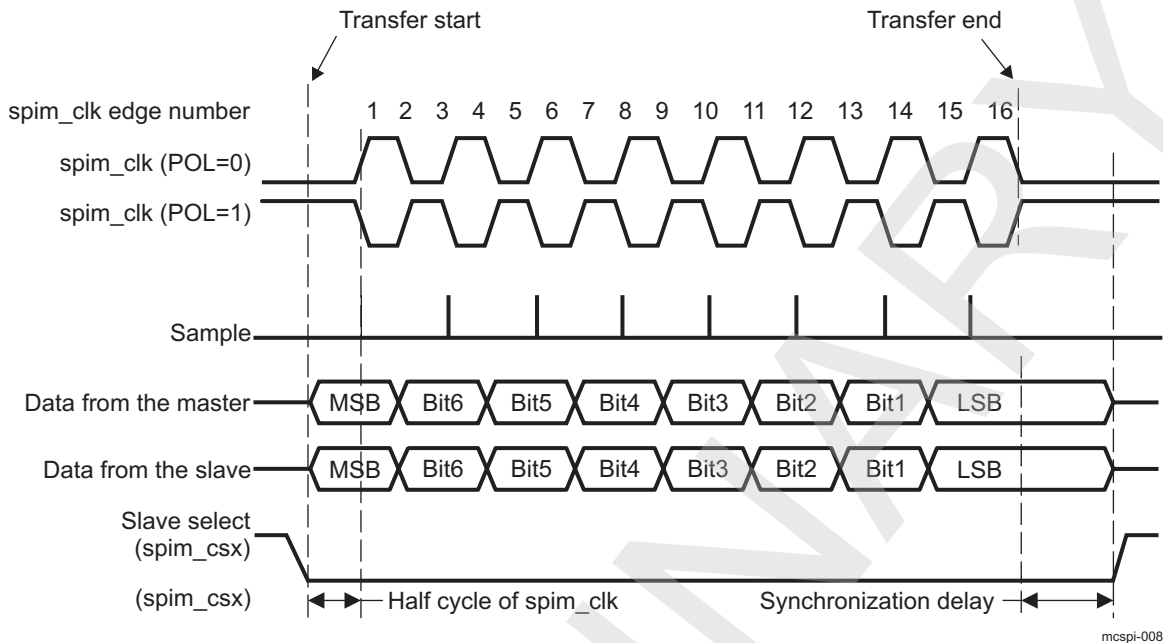 Transfer start
Transfer end
spim_clk edge number
1 2 3 4 5 6 7 8 9 10 11 12 13 14 15 16
spim_clk (POL=0)
spim_clk (POL=1)
Sample
Data from the master
MSB Bit6 Bit5 Bit4 Bit3 Bit2 Bit1 LSB
Data from the slave
MSB Bit6 Bit5 Bit4 Bit3 Bit2 Bit1 LSB
Slave select
(spim_csx)
(spim_csx)
Half cycle of spim_clk
Synchronization delay
mcspi-008
INARY